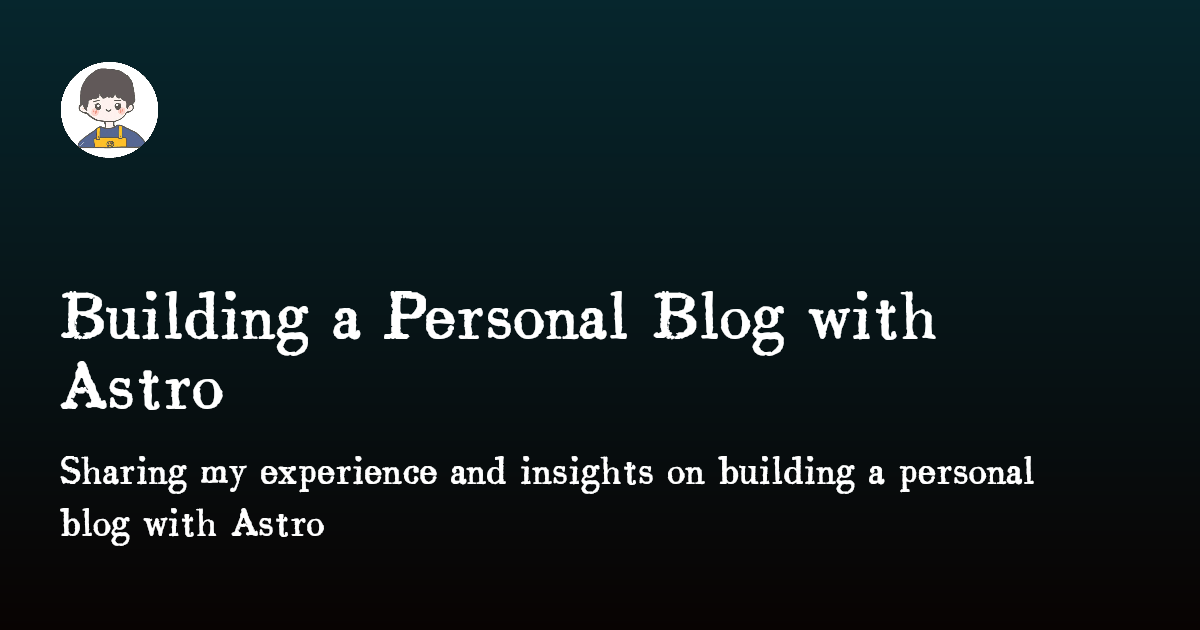 Building a Personal Blog with
Astro
Sharing my experience and insights on building a personal
blog with Astro